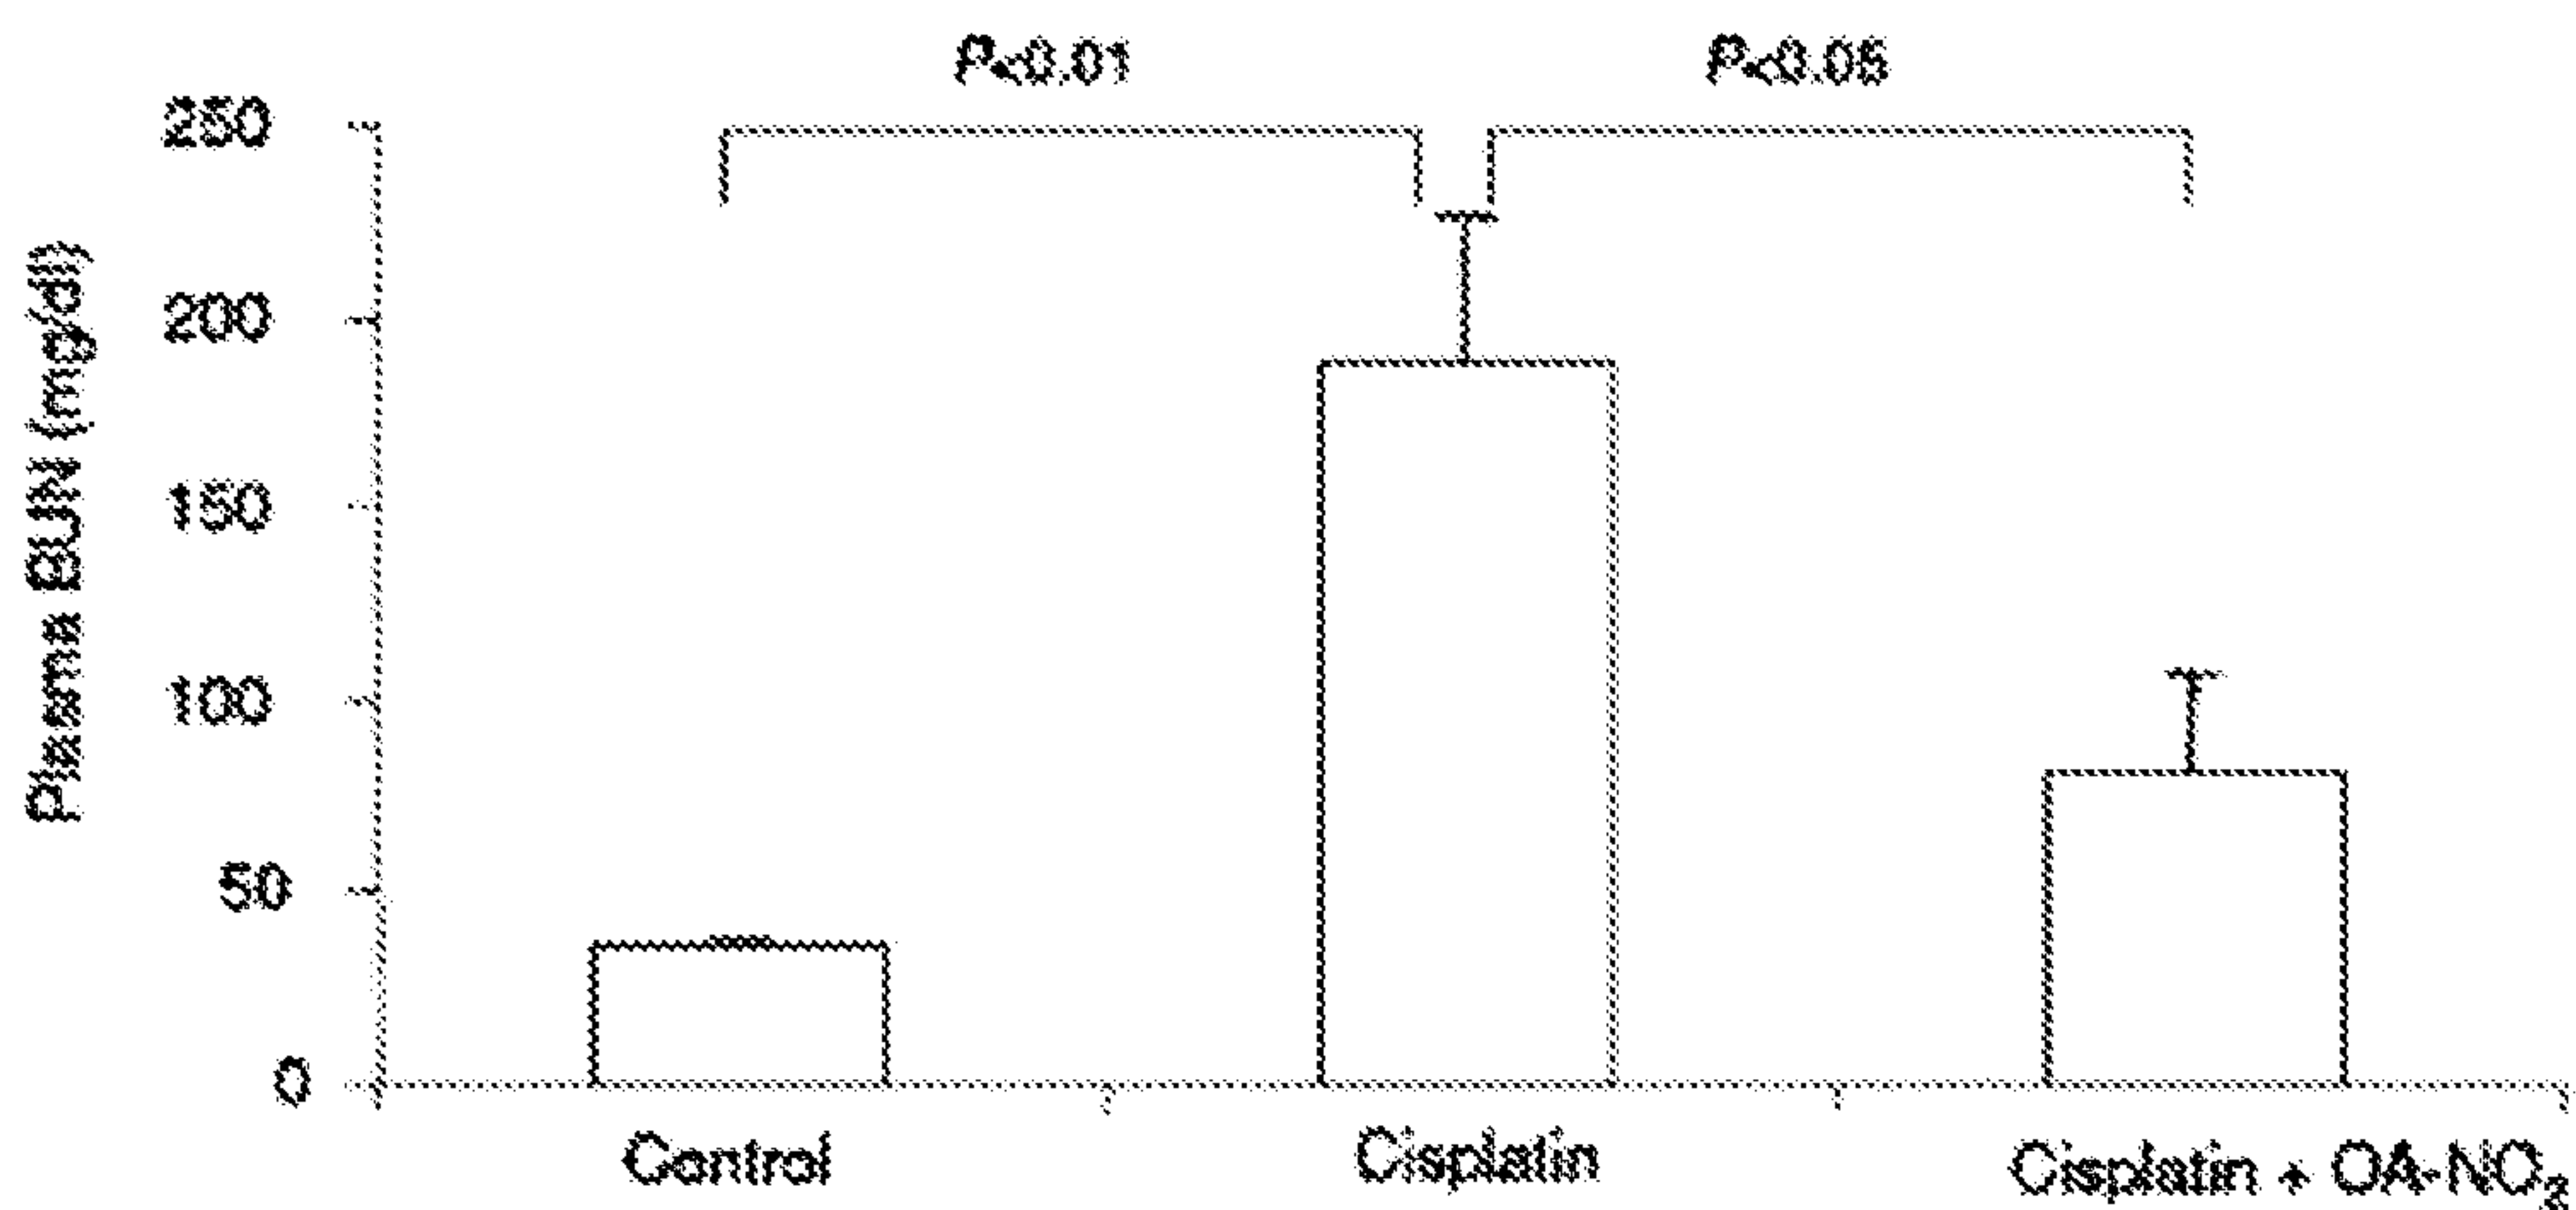 P<0.01
P<0.05
250
200
150
100
50
0
Plasma BUN (mg/dl)
Control
Cisplatin
Cisplatin + OA-NO₂